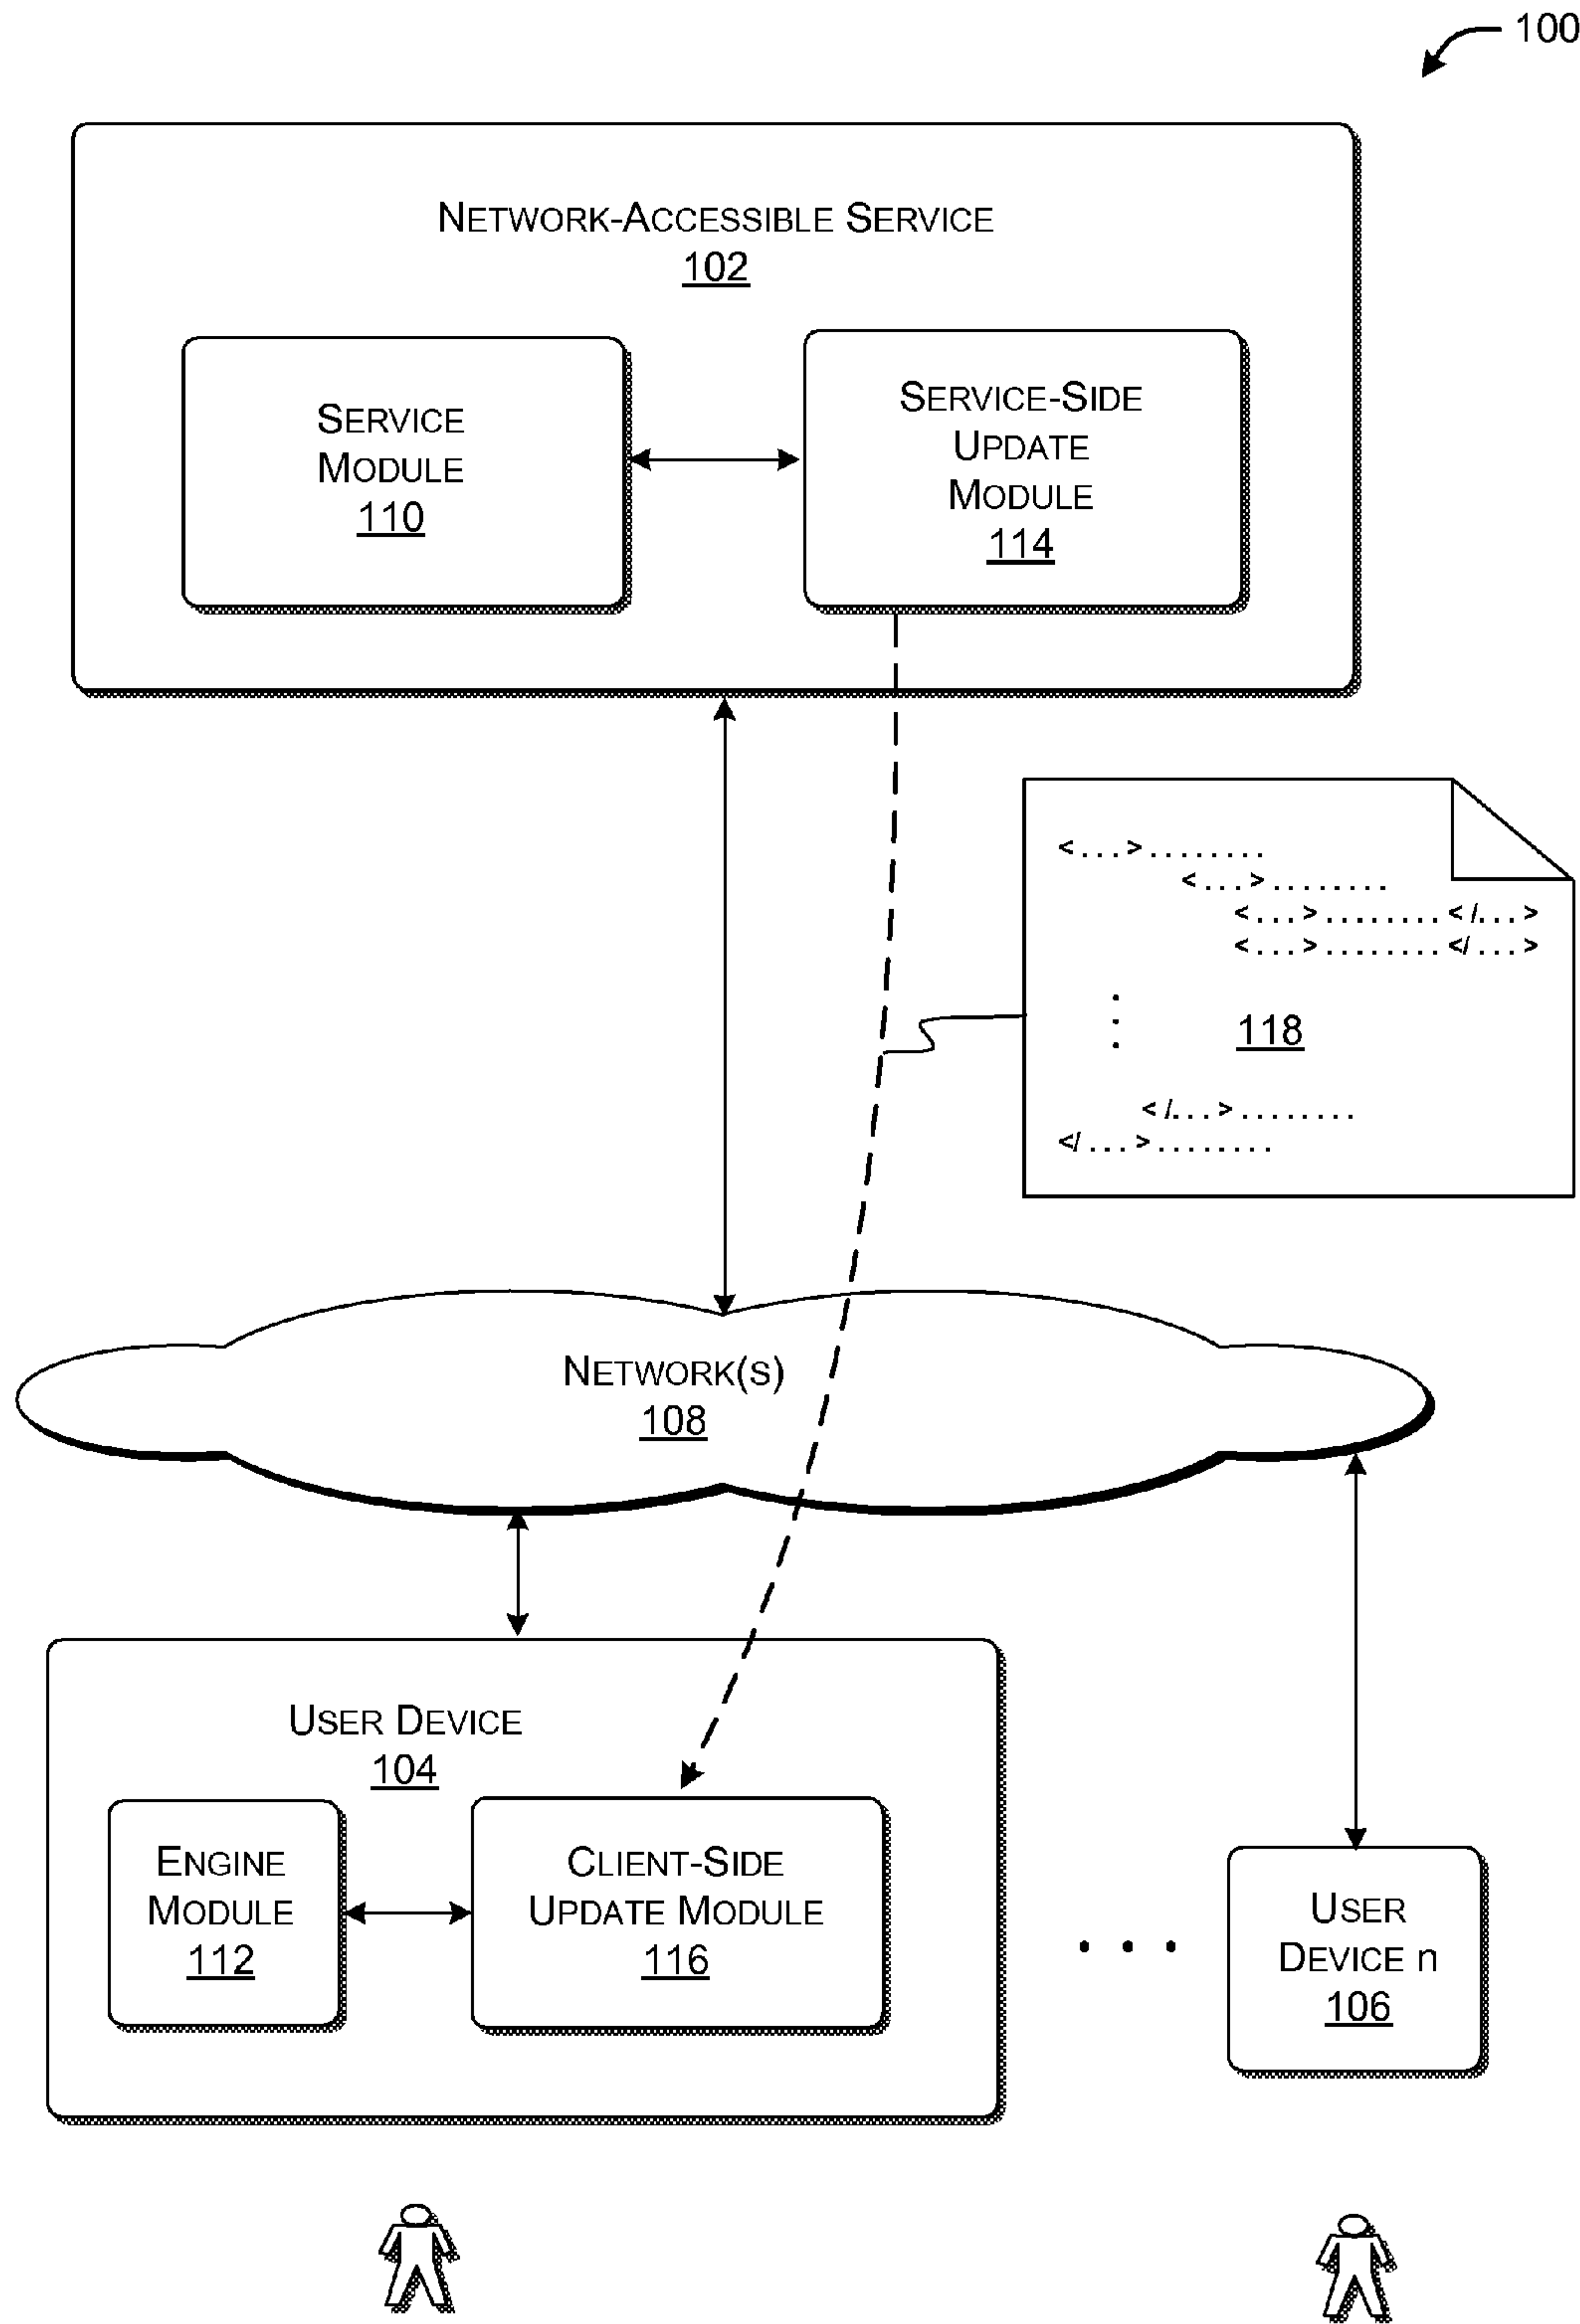 100
NETWORK-ACCESSIBLE SERVICE
102
SERVICE
MODULE
110
SERVICE-SIDE
UPDATE
MODULE
114
<...>........
<...>........
<...>........</...>
<...>........</...>
.
.
.
118
</...>........
</...>........
NETWORK(S)
108
USER DEVICE
104
ENGINE
MODULE
112
CLIENT-SIDE
UPDATE MODULE
116
. . .
USER
DEVICE n
106